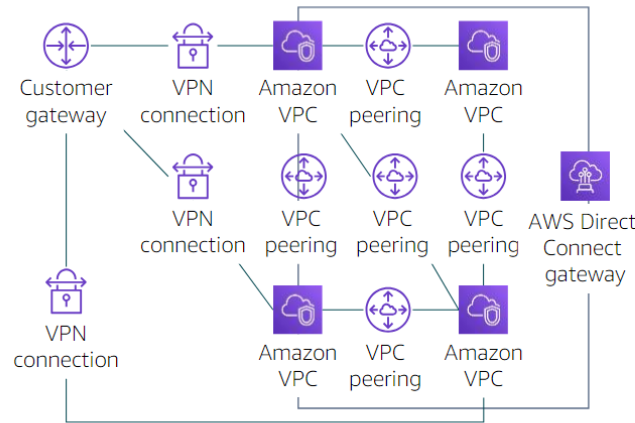 Customer
gateway
VPN
connection
Amazon
VPC
VPC
peering
Amazon
VPC
VPN
connection
VPC
peering
VPC
peering
VPC
peering
AWS Direct
Connect
gateway
VPN
connection
Amazon
VPC
VPC
peering
Amazon
VPC